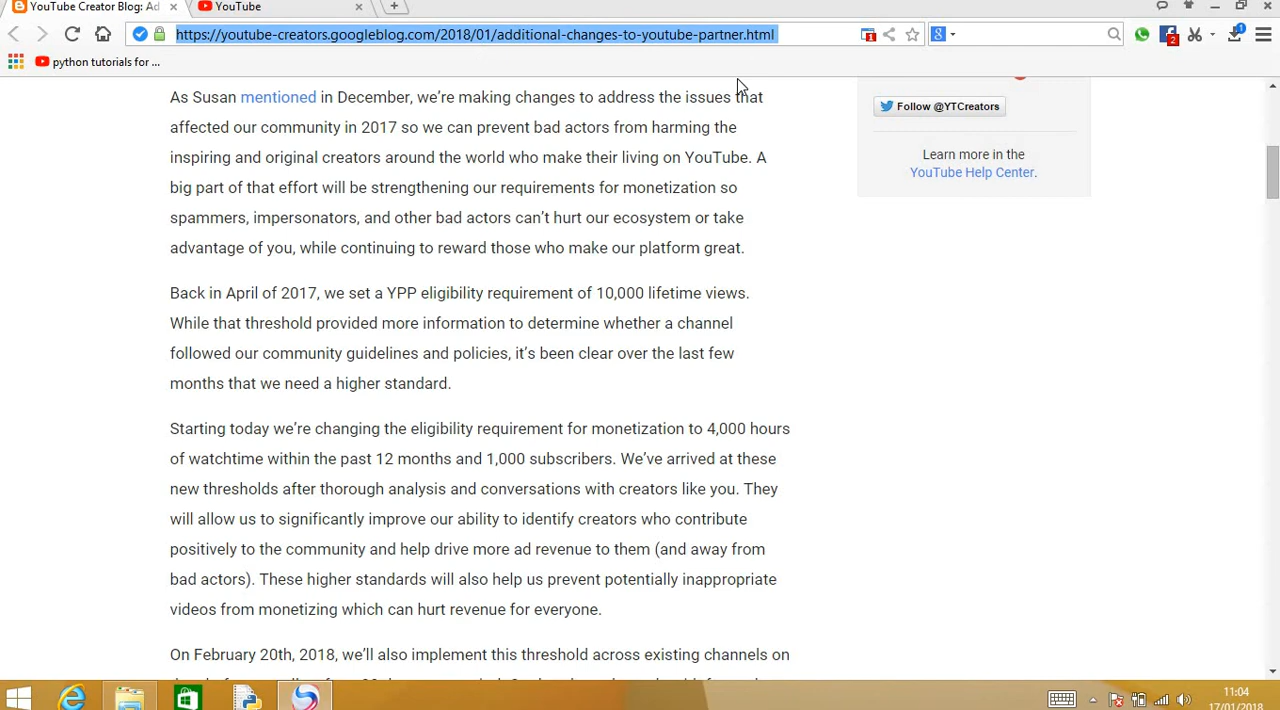 YouTube Creator Blog: Ad
YouTube
https://youtube-creators.googleblog.com/2018/01/additional-changes-to-youtube-partner.html
1
8
2
1
python tutorials for ...
As Susan mentioned in December, we’re making changes to address the issues that
affected our community in 2017 so we can prevent bad actors from harming the
inspiring and original creators around the world who make their living on YouTube. A
big part of that effort will be strengthening our requirements for monetization so
spammers, impersonators, and other bad actors can’t hurt our ecosystem or take
advantage of you, while continuing to reward those who make our platform great.
Follow @YTCreators
Learn more in the
YouTube Help Center.
Back in April of 2017, we set a YPP eligibility requirement of 10,000 lifetime views.
While that threshold provided more information to determine whether a channel
followed our community guidelines and policies, it’s been clear over the last few
months that we need a higher standard.
Starting today we’re changing the eligibility requirement for monetization to 4,000 hours
of watchtime within the past 12 months and 1,000 subscribers. We’ve arrived at these
new thresholds after thorough analysis and conversations with creators like you. They
will allow us to significantly improve our ability to identify creators who contribute
positively to the community and help drive more ad revenue to them (and away from
bad actors). These higher standards will also help us prevent potentially inappropriate
videos from monetizing which can hurt revenue for everyone.
On February 20th, 2018, we’ll also implement this threshold across existing channels on
11:04
17/01/2018